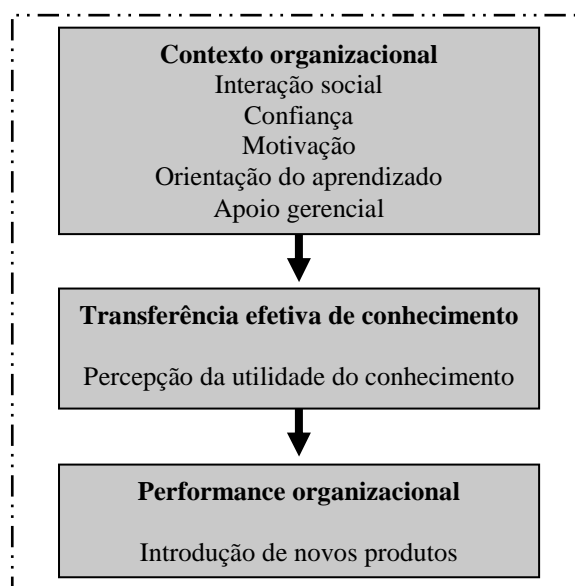 Contexto organizacional
Interação social
Confiança
Motivação
Orientação do aprendizado
Apoio gerencial
Transferência efetiva de conhecimento
Percepção da utilidade do conhecimento
Performance organizacional
Introdução de novos produtos